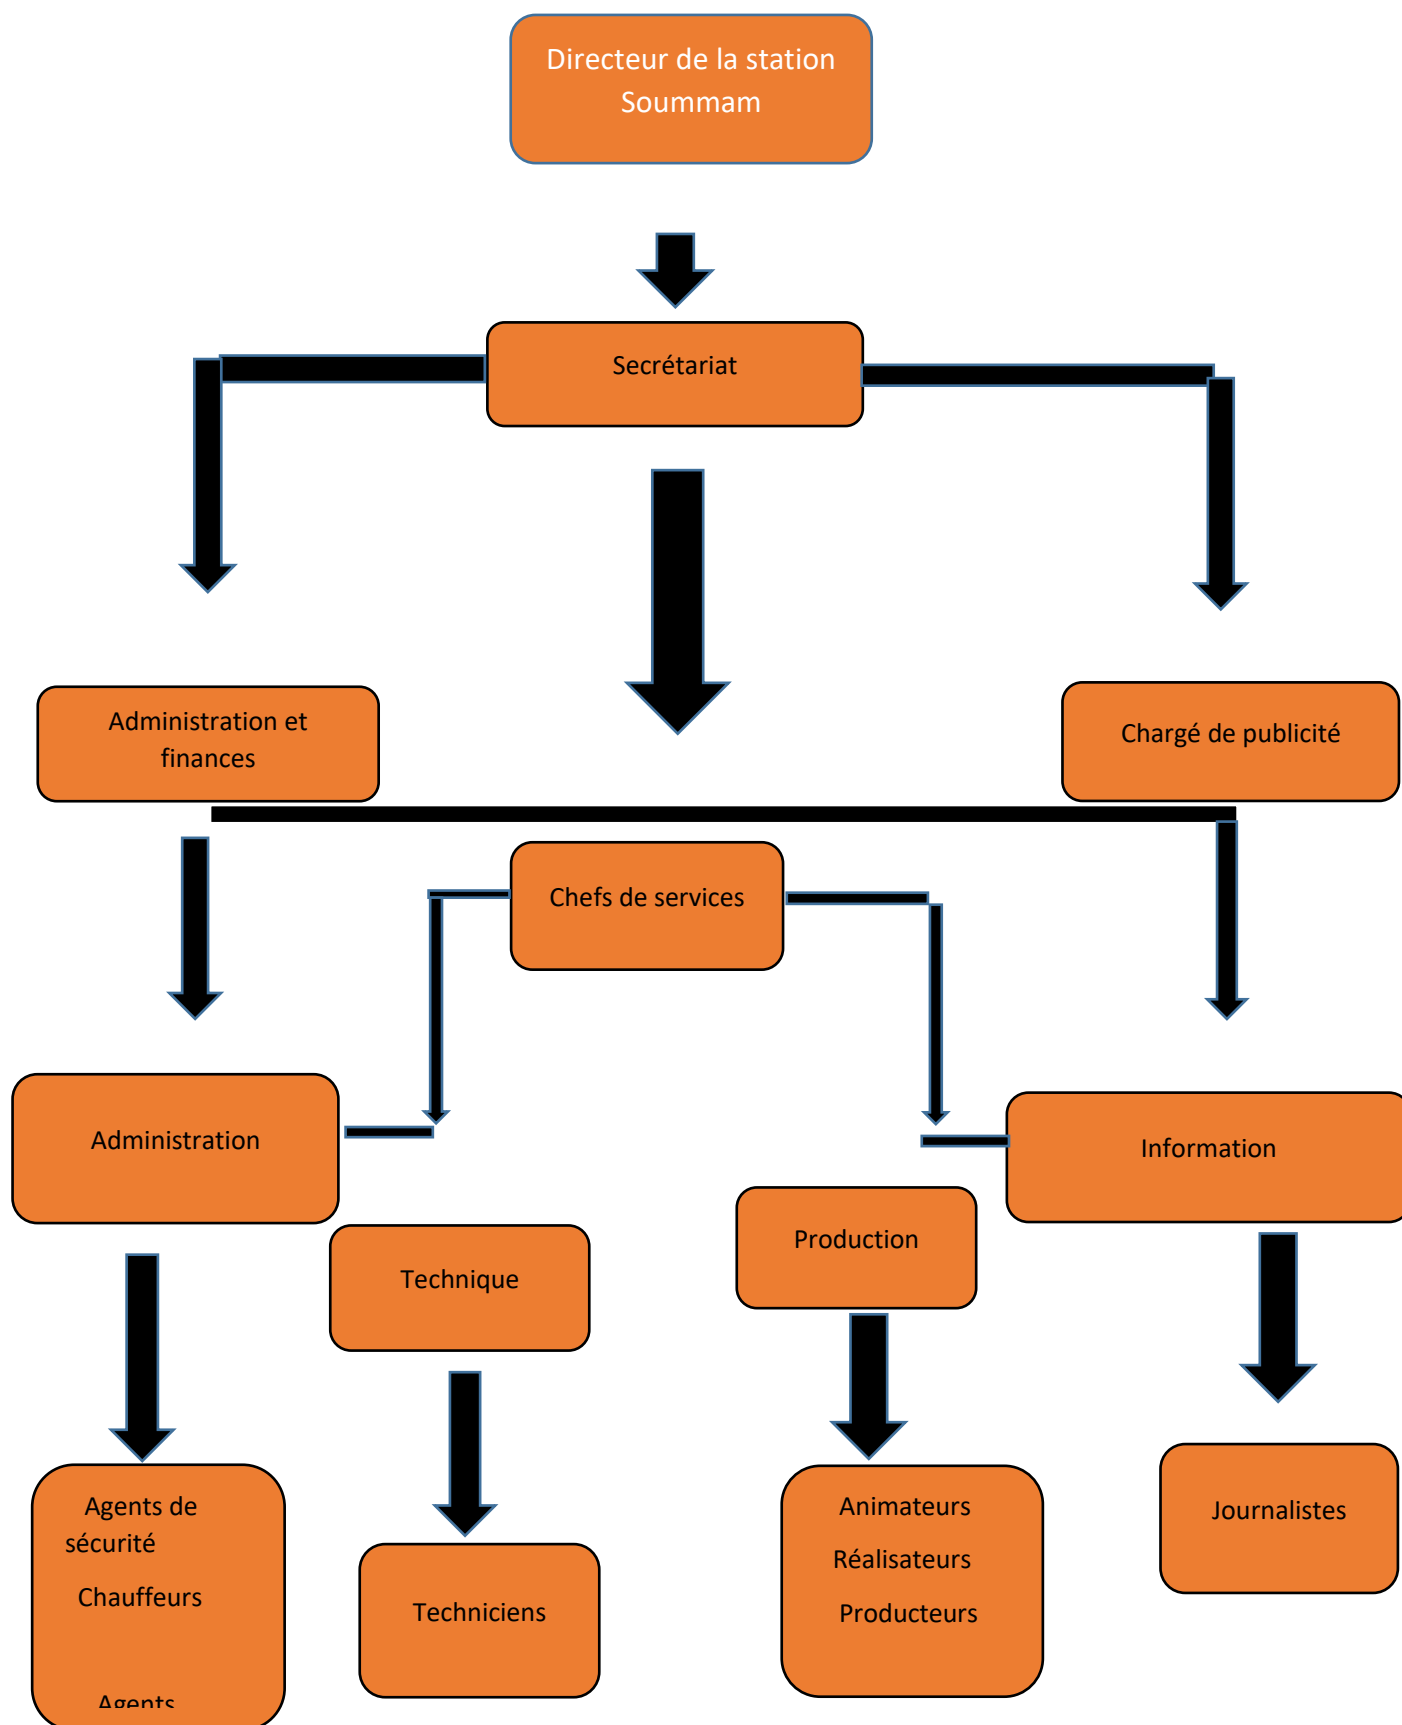 Directeur de la station
Soummam
Secrétariat
Administration et
finances
Chargé de publicité
Chefs de services
Administration
Information
Production
Technique
Agents de
sécurité
Chauffeurs
Agents
Techniciens
Animateurs
Réalisateurs
Producteurs
Journalistes